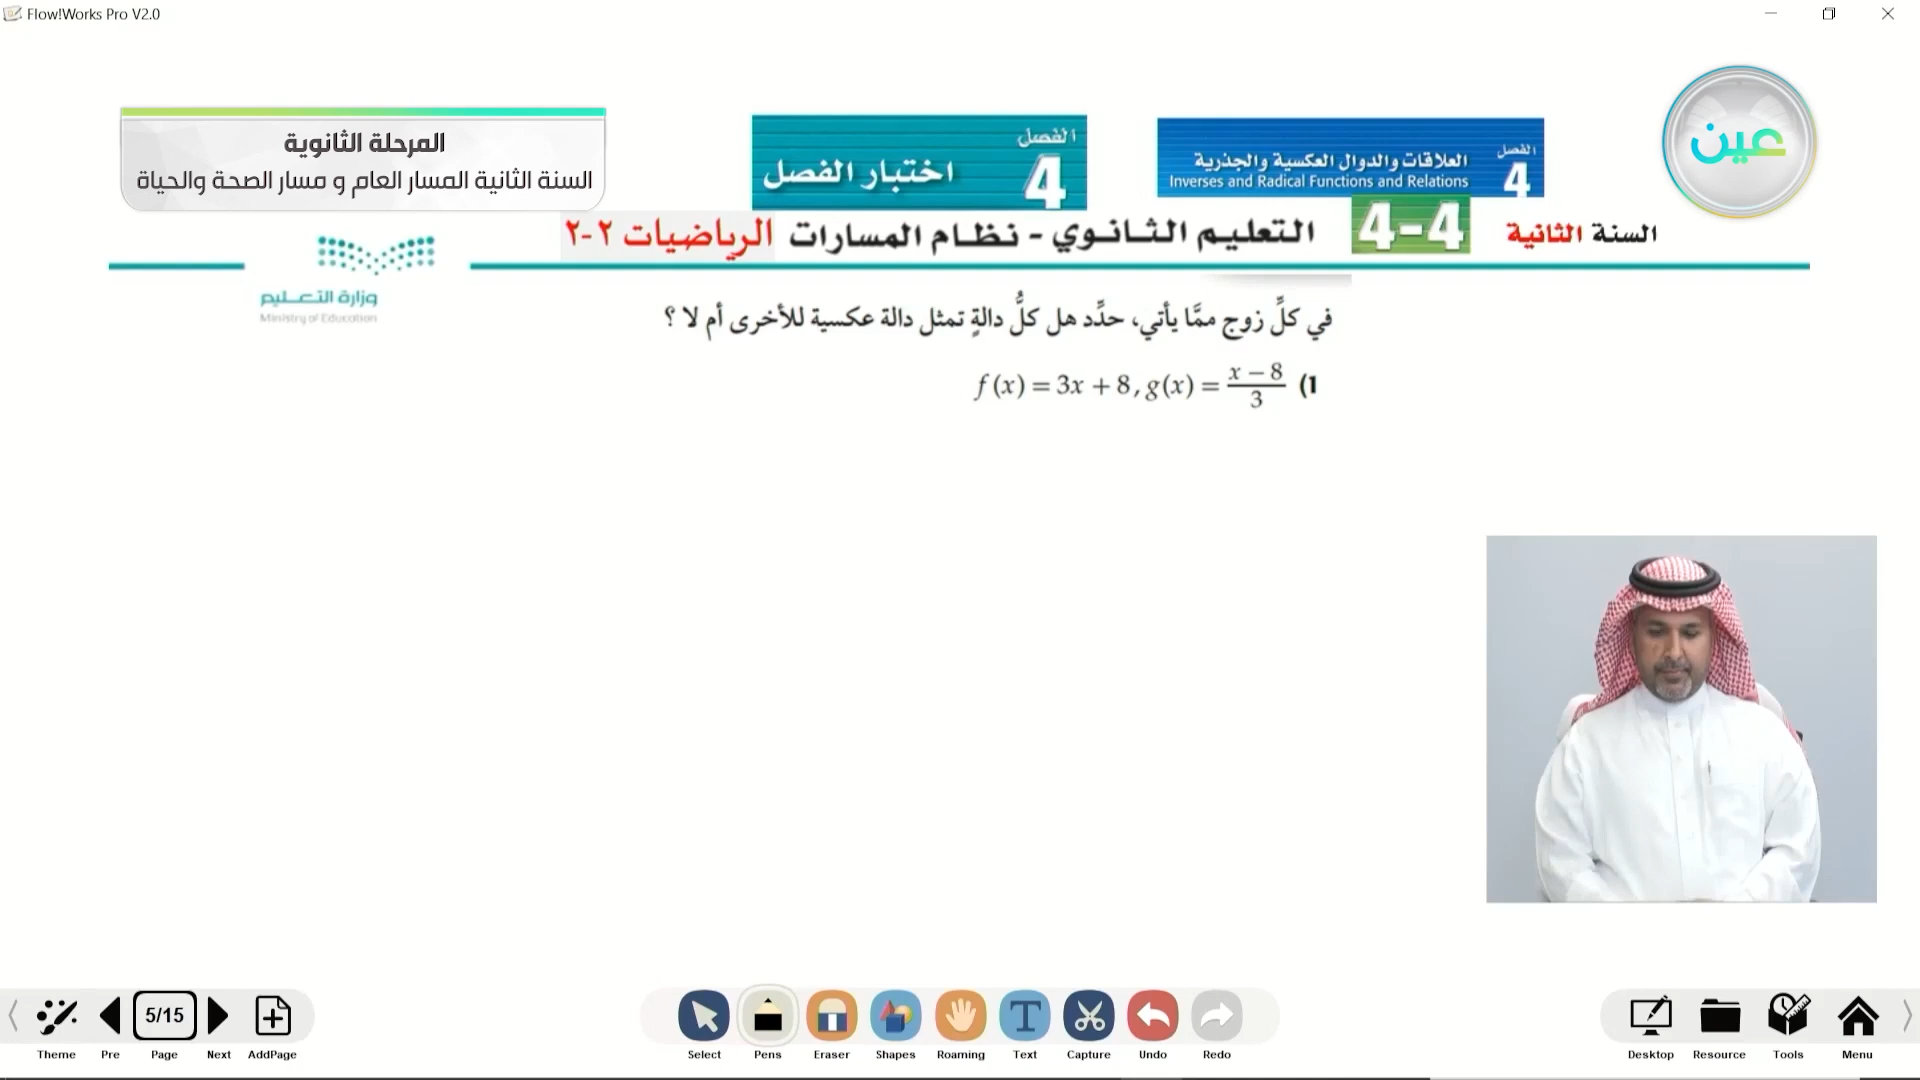 Flow!Works Pro V2.0
المرحلة الثانوية
السنة الثانية المسار العام و مسار الصحة والحياة
الفصل 4
اختبار الفصل
الفصل 4
العلاقات والدوال العكسية والجذرية
Inverses and Radical Functions and Relations
عين
السنة الثانية 4-4 التعليم الثانوي - نظام المسارات الرياضيات ٢-٢
وزارة التعليم
Ministry of Education
في كلِّ زوج ممَّا يأتي، حدِّد هل كلُّ دالةٍ تمثل دالة عكسية للأخرى أم لا ؟
(1 f(x) = 3x + 8, g(x) = \frac{x - 8}{3}
5/15
Theme Pre Page Next AddPage
Select Pens Eraser Shapes Roaming Text Capture Undo Redo
Desktop Resource Tools Menu